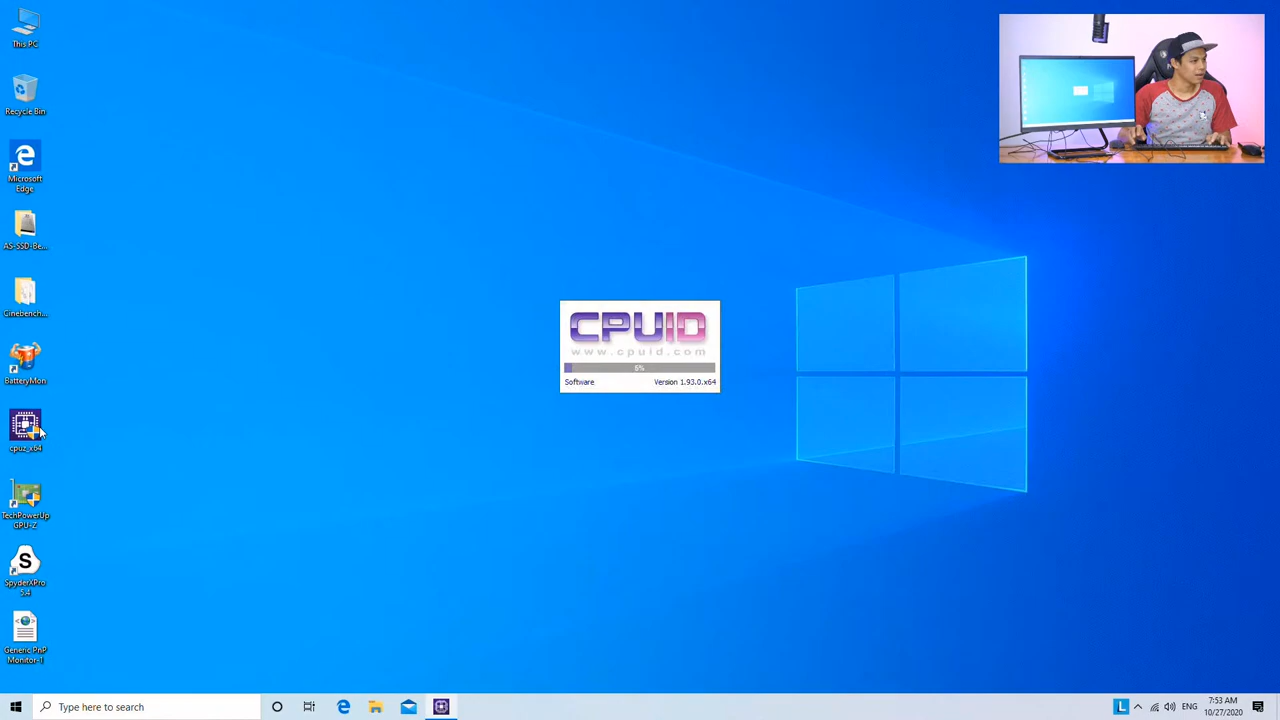 This PC
Recycle Bin
Microsoft
Edge
AS-SSD-Be...
Cinebench...
BatteryMon
cpuz_x64
TechPowerUp
GPU-Z
S
SpyderXPro
5.4
Generic PnP
Monitor-1
CPUID
www.cpuid.com
6%
Software Version 1.93.0.x64
Type here to search
L
ENG
7:53 AM
10/27/2020